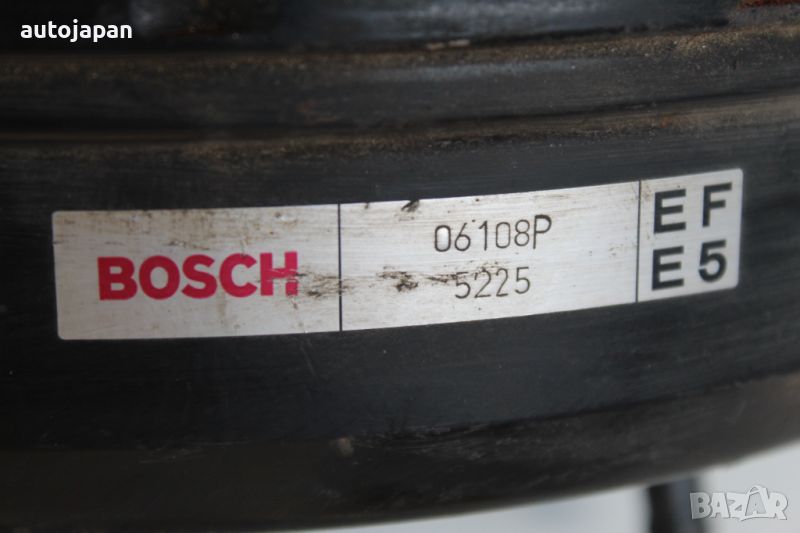 autojapan
BOSCH
06108P
5225
EF
E5
BAZAR